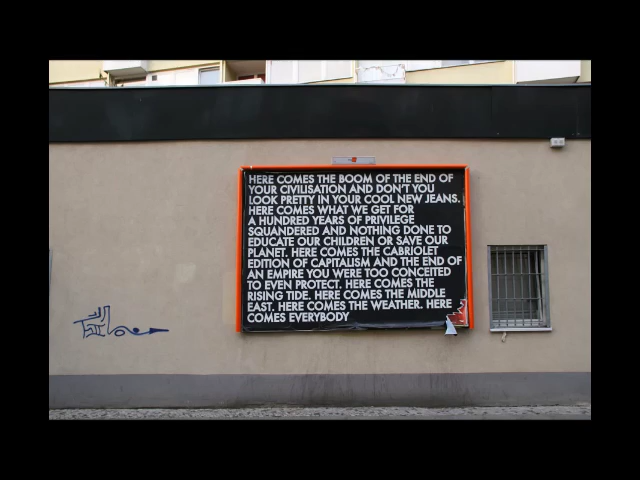 HERE COMES THE BOOM OF THE END OF
YOUR CIVILISATION AND DON'T YOU
LOOK PRETTY IN YOUR COOL NEW JEANS.
HERE COMES WHAT WE GET FOR
A HUNDRED YEARS OF PRIVILEGE
SQUANDERED AND NOTHING DONE TO
EDUCATE OUR CHILDREN OR SAVE OUR
PLANET. HERE COMES THE CABRIOLET
EDITION OF CAPITALISM AND THE END OF
AN EMPIRE YOU WERE TOO CONCEITED
TO EVEN PROTECT. HERE COMES THE
RISING TIDE. HERE COMES THE MIDDLE
EAST. HERE COMES THE WEATHER. HERE
COMES EVERYBODY